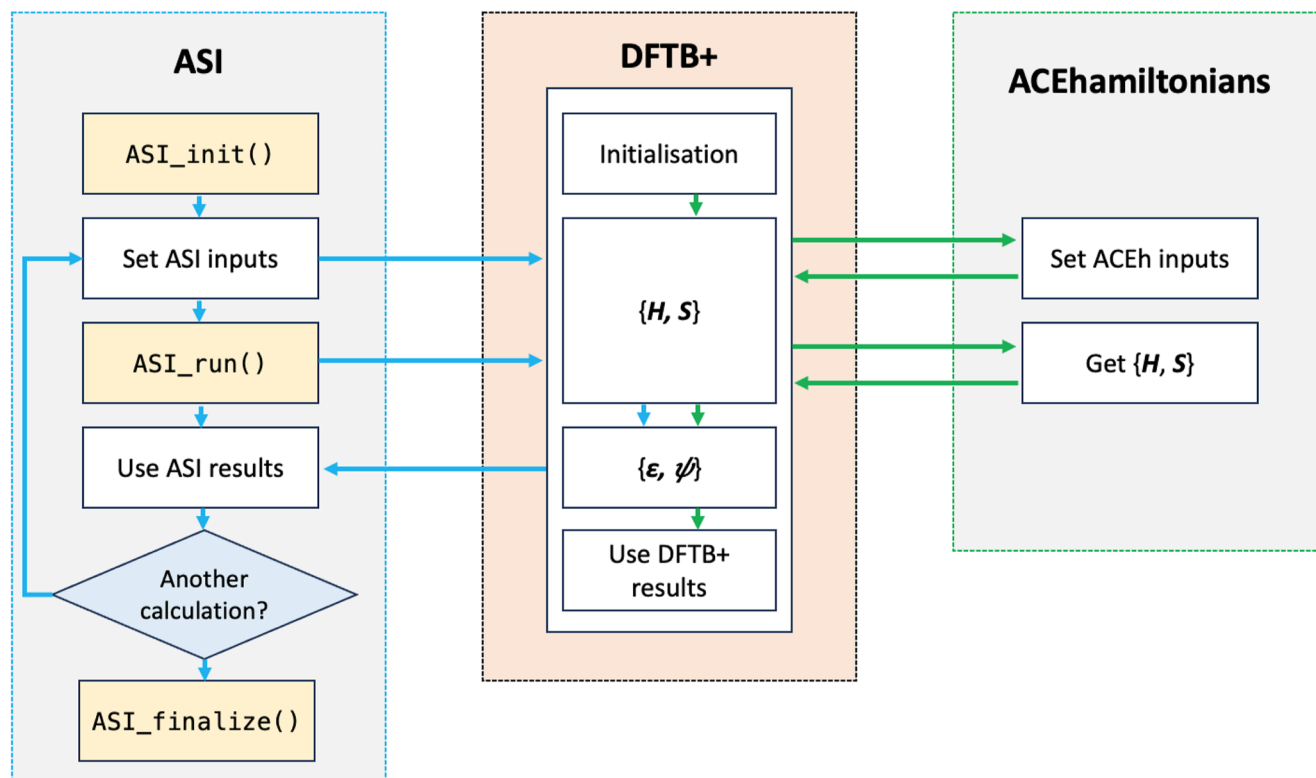 ASI
ASI_init()
Set ASI inputs
ASI_run()
Use ASI results
Another
calculation?
ASI_finalize()
DFTB+
Initialisation
{H, S}
{ε, ψ}
Use DFTB+
results
ACEhamiltonians
Set ACEh inputs
Get {H, S}